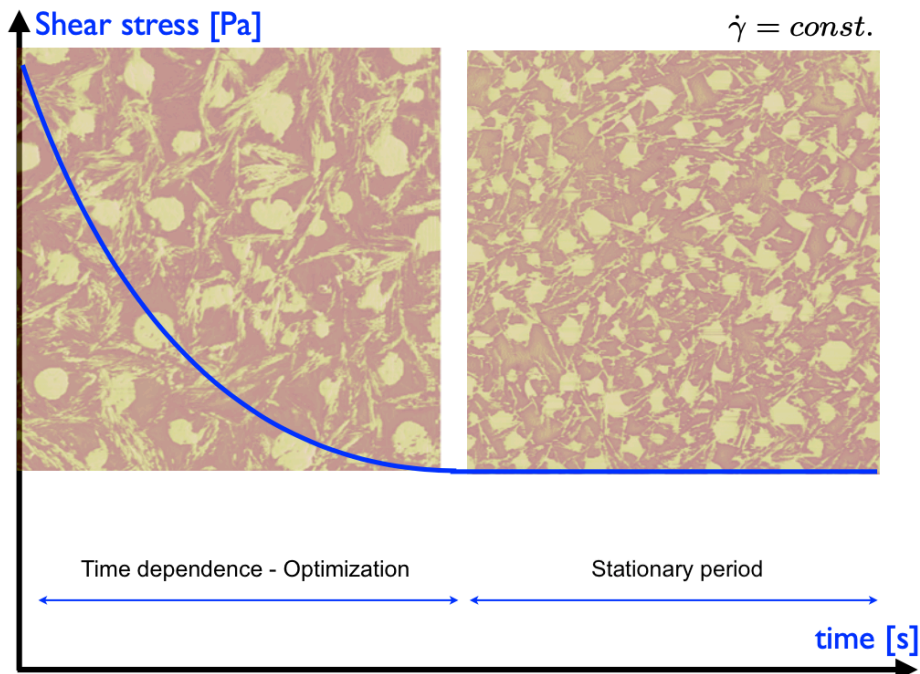 Shear stress [Pa]
γ̇ = const.
Time dependence - Optimization
Stationary period
time [s]